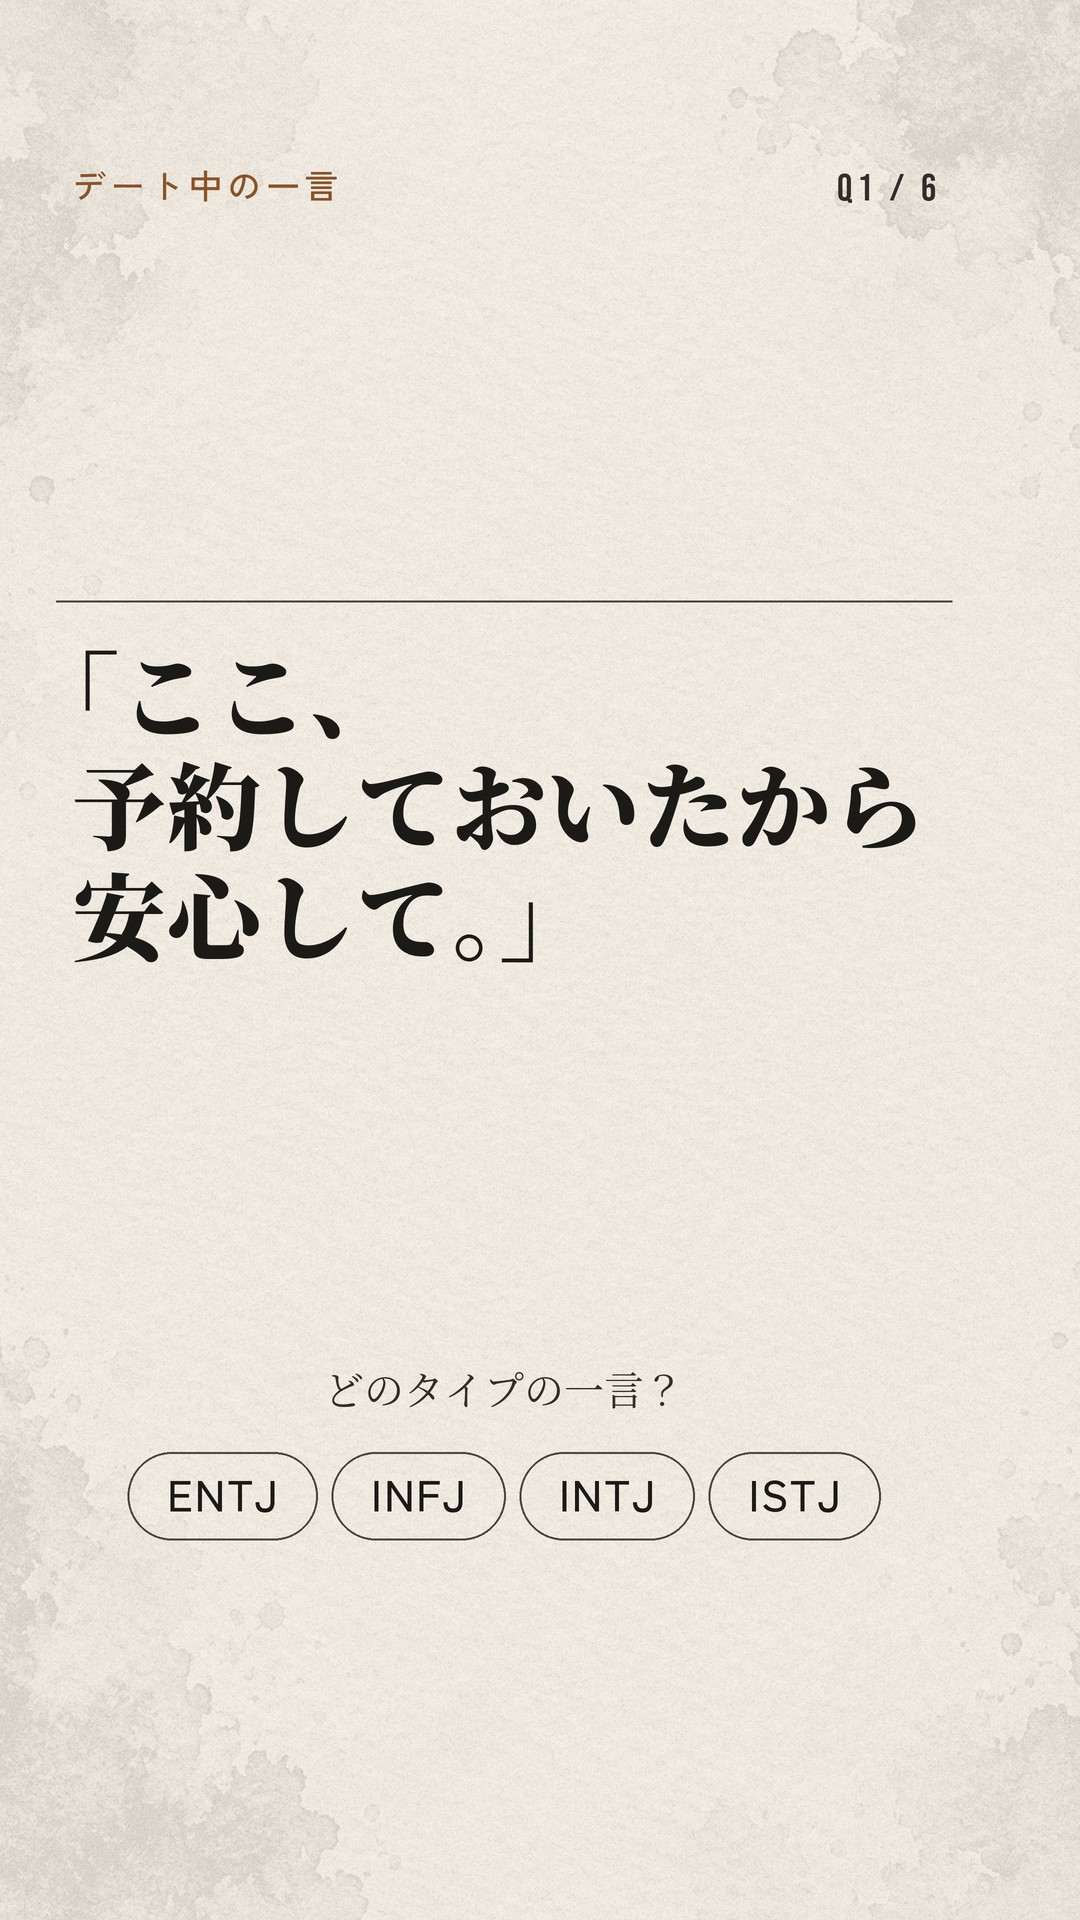 デート中の一言
Q1 / 6
「ここ、
予約しておいたから
安心して。」
どのタイプの一言？
ENTJ INFJ INTJ ISTJ